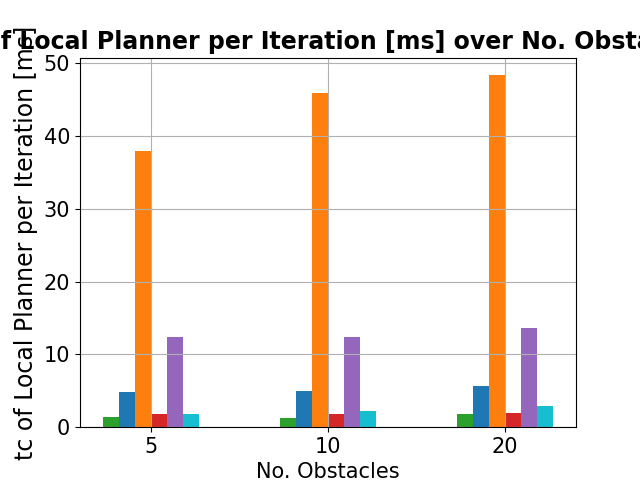 f Local Planner per Iteration [ms] over No. Obsta
tc of Local Planner per Iteration [ms]
50
40
30
20
10
0
5 10 20
No. Obstacles